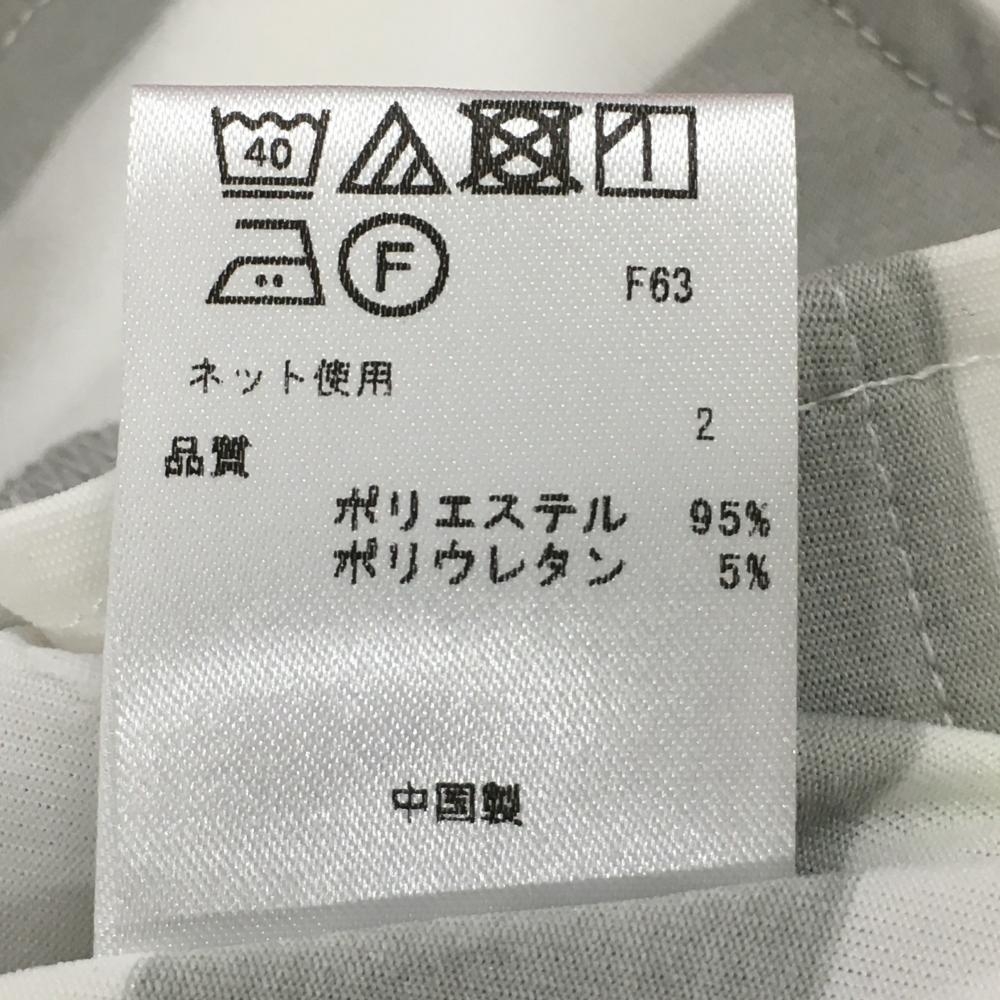 40
F F63
ネット使用
2
品質
ポリエステル 95%
ポリウレタン 5%
中国製